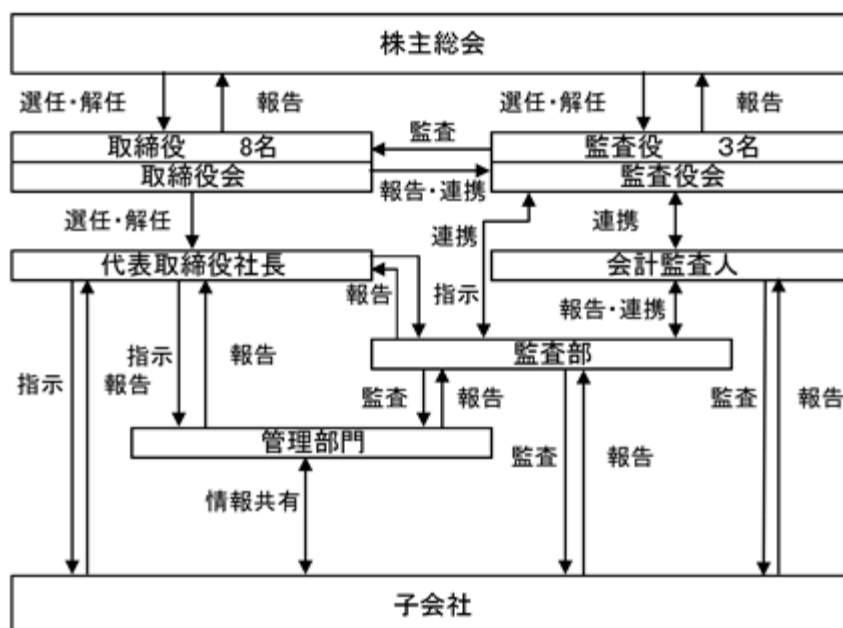 株主総会
選任・解任
報告
選任・解任
報告
取締役 8名
監査
監査役 3名
取締役会
報告・連携
監査役会
選任・解任
連携
連携
代表取締役社長
会計監査人
報告
指示
報告・連携
監査部
指示
報告
指示
報告
監査
報告
監査
報告
管理部門
監査
報告
情報共有
子会社